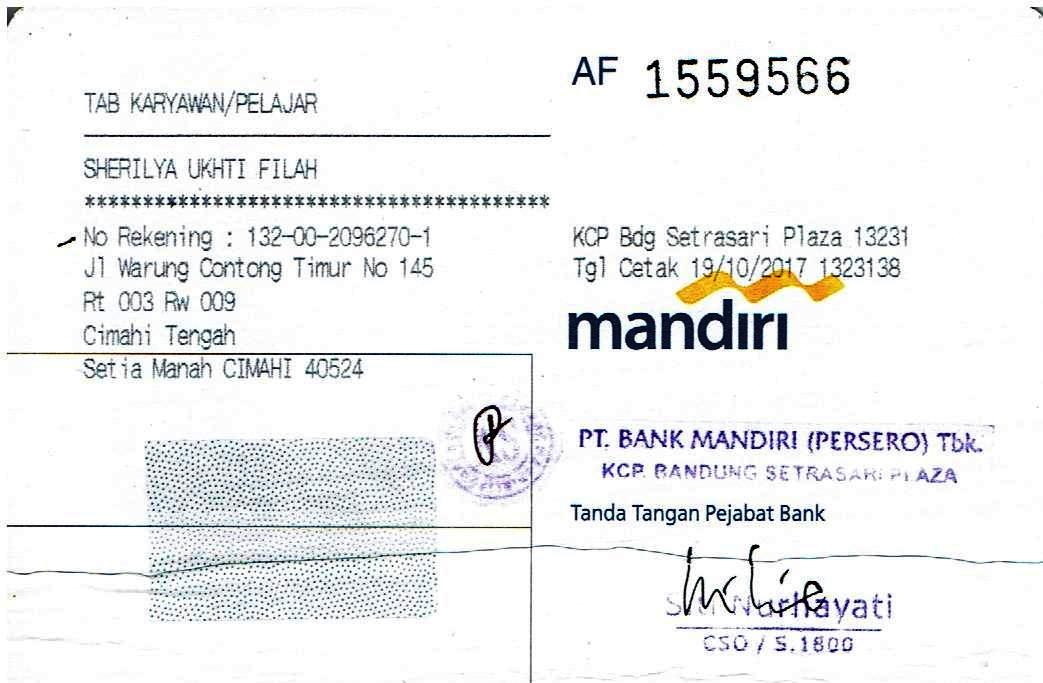 AF 1559566
TAB KARYAWAN/PELAJAR
SHERILYA UKHTI FILAH
****************************************
No Rekening : 132-00-2096270-1
Jl Warung Contong Timur No 145
Rt 003 Rw 009
Cimahi Tengah
Setia Manah CIMAHI 40524
KCP Bdg Setrasari Plaza 13231
Tgl Cetak 19/10/2017 1323138
mandiri
PT. BANK MANDIRI (PERSERO) Tbk.
KCP. BANDUNG SETRASARI PLAZA
Tanda Tangan Pejabat Bank
Nurhayati
CSO / S.1800